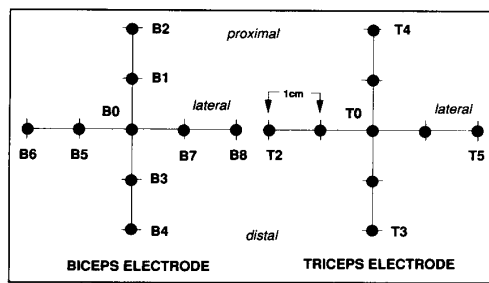 B2 proximal T4
B1
1cm
B0 lateral T0 lateral
B6 B5 B7 B8 T2 T5
B3
B4 distal T3
BICEPS ELECTRODE TRICEPS ELECTRODE